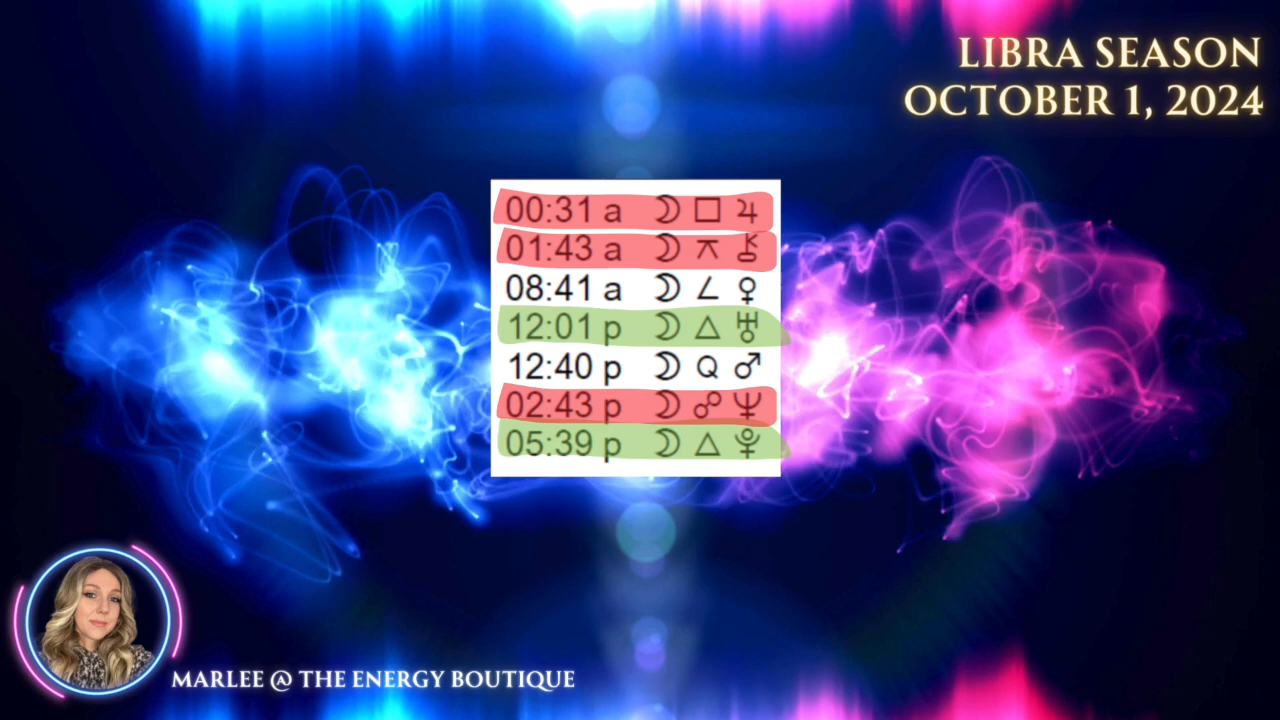 LIBRA SEASON
OCTOBER 1, 2024
00:31 a ☽ □ ♃
01:43 a ☽ ⚻ ⚷
08:41 a ☽ ∠ ♀
12:01 p ☽ △ ♅
12:40 p ☽ Q ♂
02:43 p ☽ ☍ ♆
05:39 p ☽ △ ♇
MARLEE @ THE ENERGY BOUTIQUE